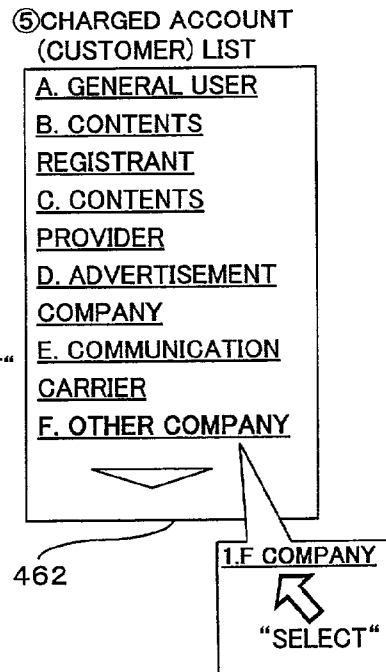 ⑤CHARGED ACCOUNT
(CUSTOMER) LIST
A. GENERAL USER
B. CONTENTS
REGISTRANT
C. CONTENTS
PROVIDER
D. ADVERTISEMENT
COMPANY
E. COMMUNICATION
CARRIER
F. OTHER COMPANY
462
1.F COMPANY
“SELECT“